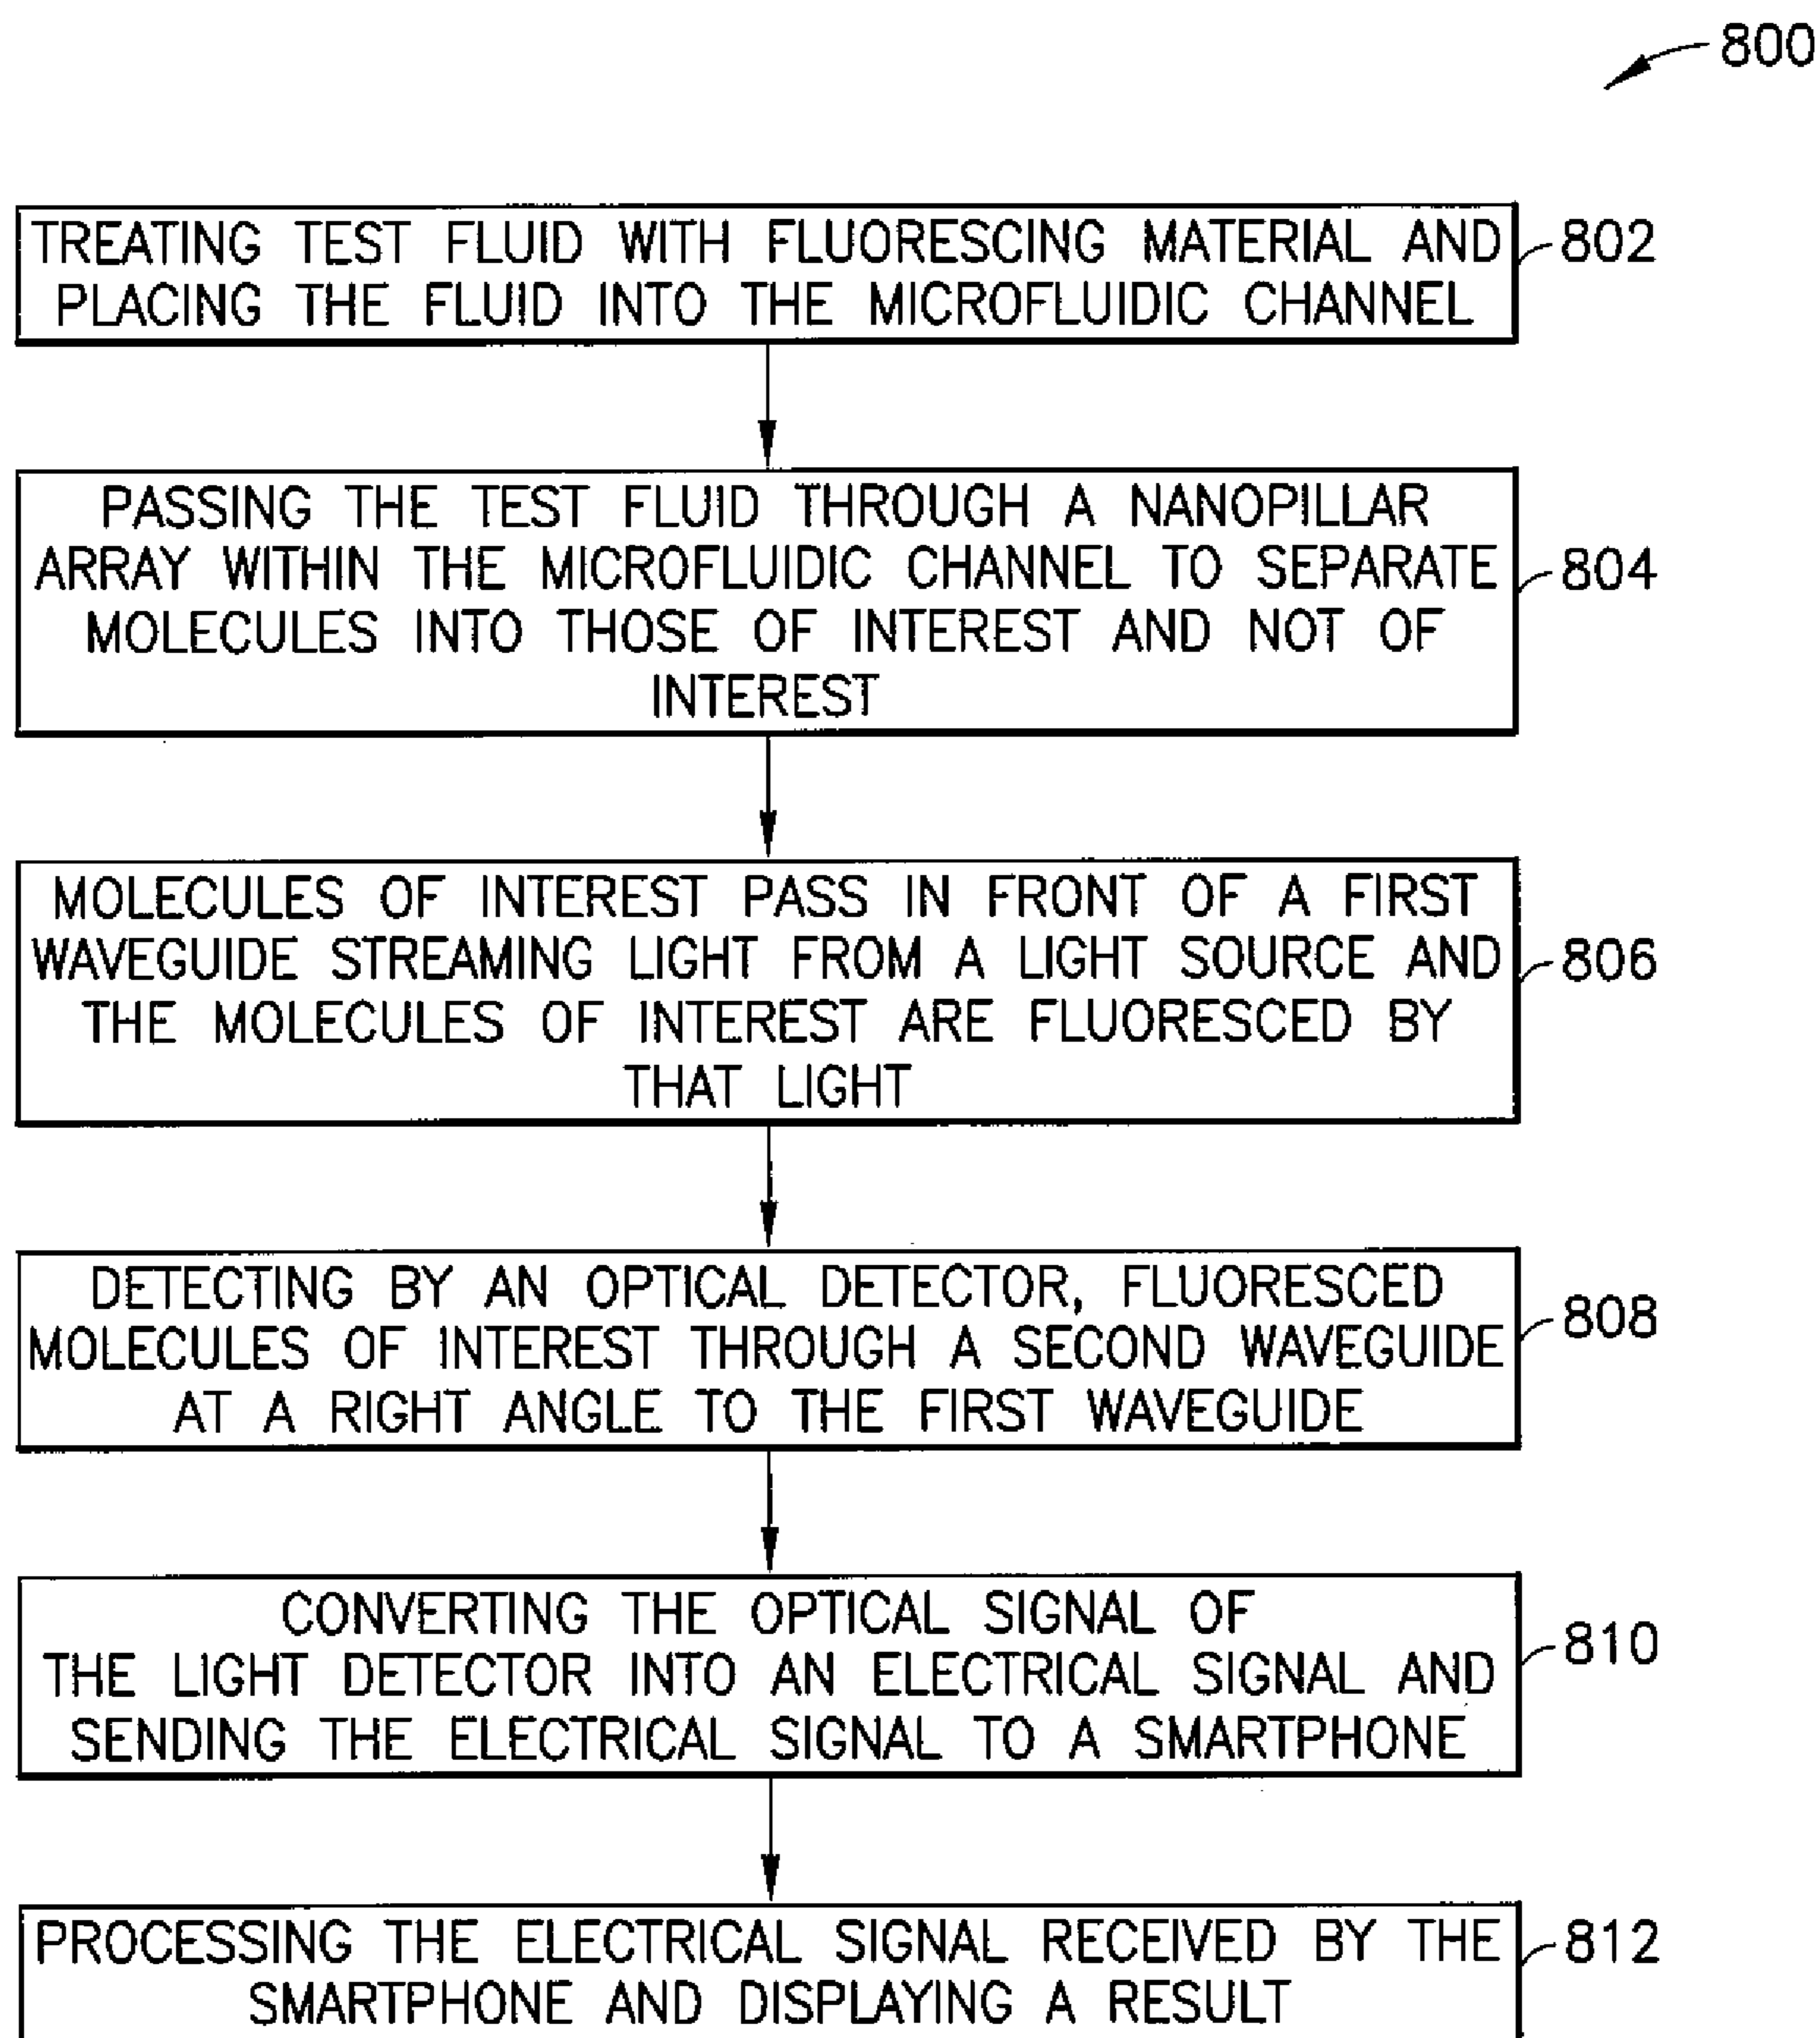 800
TREATING TEST FLUID WITH FLUORESCING MATERIAL AND
PLACING THE FLUID INTO THE MICROFLUIDIC CHANNEL
802
PASSING THE TEST FLUID THROUGH A NANOPILLAR
ARRAY WITHIN THE MICROFLUIDIC CHANNEL TO SEPARATE
MOLECULES INTO THOSE OF INTEREST AND NOT OF
INTEREST
804
MOLECULES OF INTEREST PASS IN FRONT OF A FIRST
WAVEGUIDE STREAMING LIGHT FROM A LIGHT SOURCE AND
THE MOLECULES OF INTEREST ARE FLUORESCED BY
THAT LIGHT
806
DETECTING BY AN OPTICAL DETECTOR, FLUORESCED
MOLECULES OF INTEREST THROUGH A SECOND WAVEGUIDE
AT A RIGHT ANGLE TO THE FIRST WAVEGUIDE
808
CONVERTING THE OPTICAL SIGNAL OF
THE LIGHT DETECTOR INTO AN ELECTRICAL SIGNAL AND
SENDING THE ELECTRICAL SIGNAL TO A SMARTPHONE
810
PROCESSING THE ELECTRICAL SIGNAL RECEIVED BY THE
SMARTPHONE AND DISPLAYING A RESULT
812